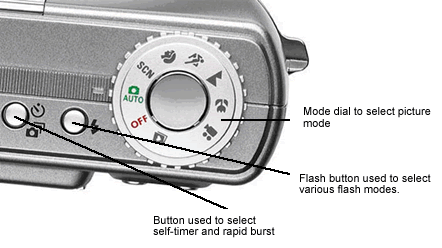 SCN
AUTO
OFF
Mode dial to select picture
mode
Flash button used to select
various flash modes.
Button used to select
self-timer and rapid burst